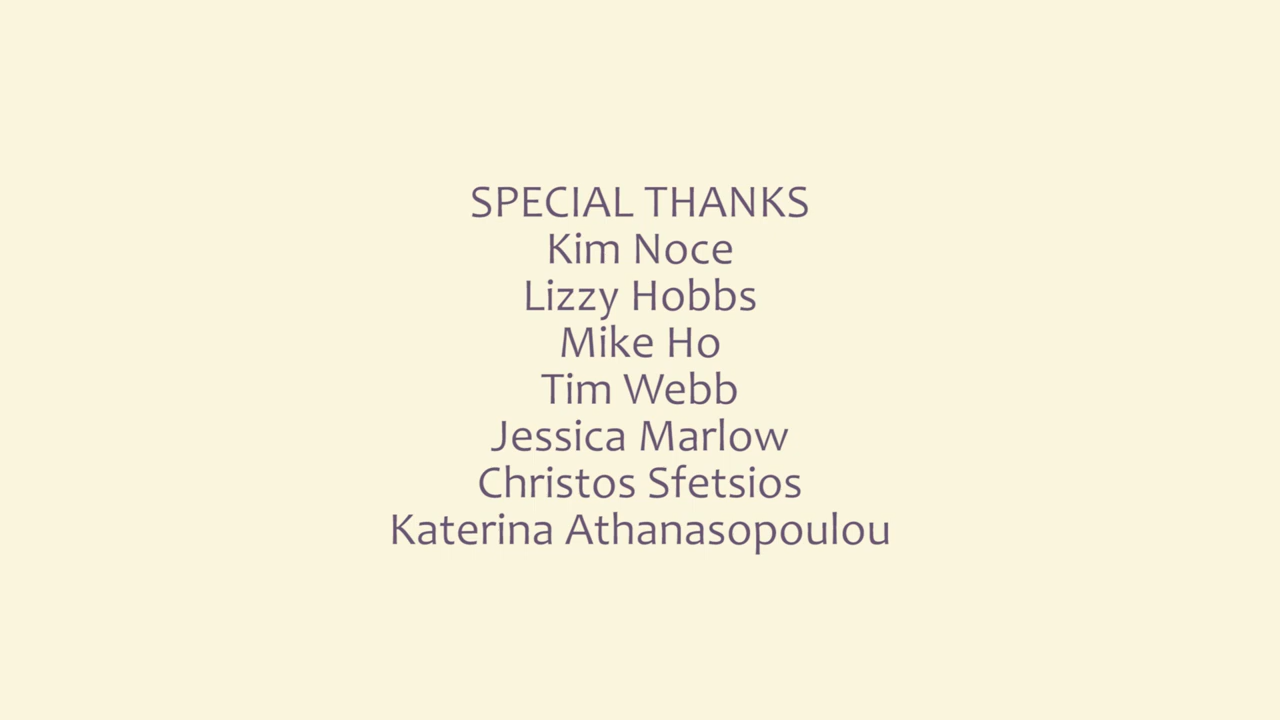 SPECIAL THANKS
Kim Noce
Lizzy Hobbs
Mike Ho
Tim Webb
Jessica Marlow
Christos Sfetsios
Katerina Athanasopoulou